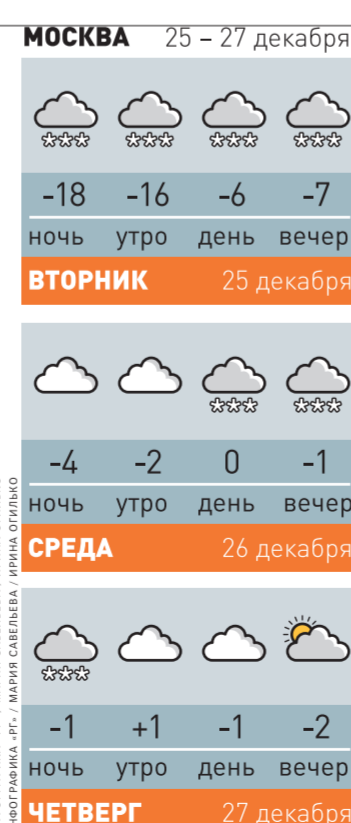 МОСКВА 25 – 27 декабря
-18 -16 -6 -7
ночь утро день вечер
ВТОРНИК 25 декабря
-4 -2 0 -1
ночь утро день вечер
СРЕДА 26 декабря
-1 +1 -1 -2
ночь утро день вечер
ЧЕТВЕРГ 27 декабря
НФОГРАФИКА «РГ» / МАРИЯ САВЕЛЬЕВА / ИРИНА ОГИЛЬКО